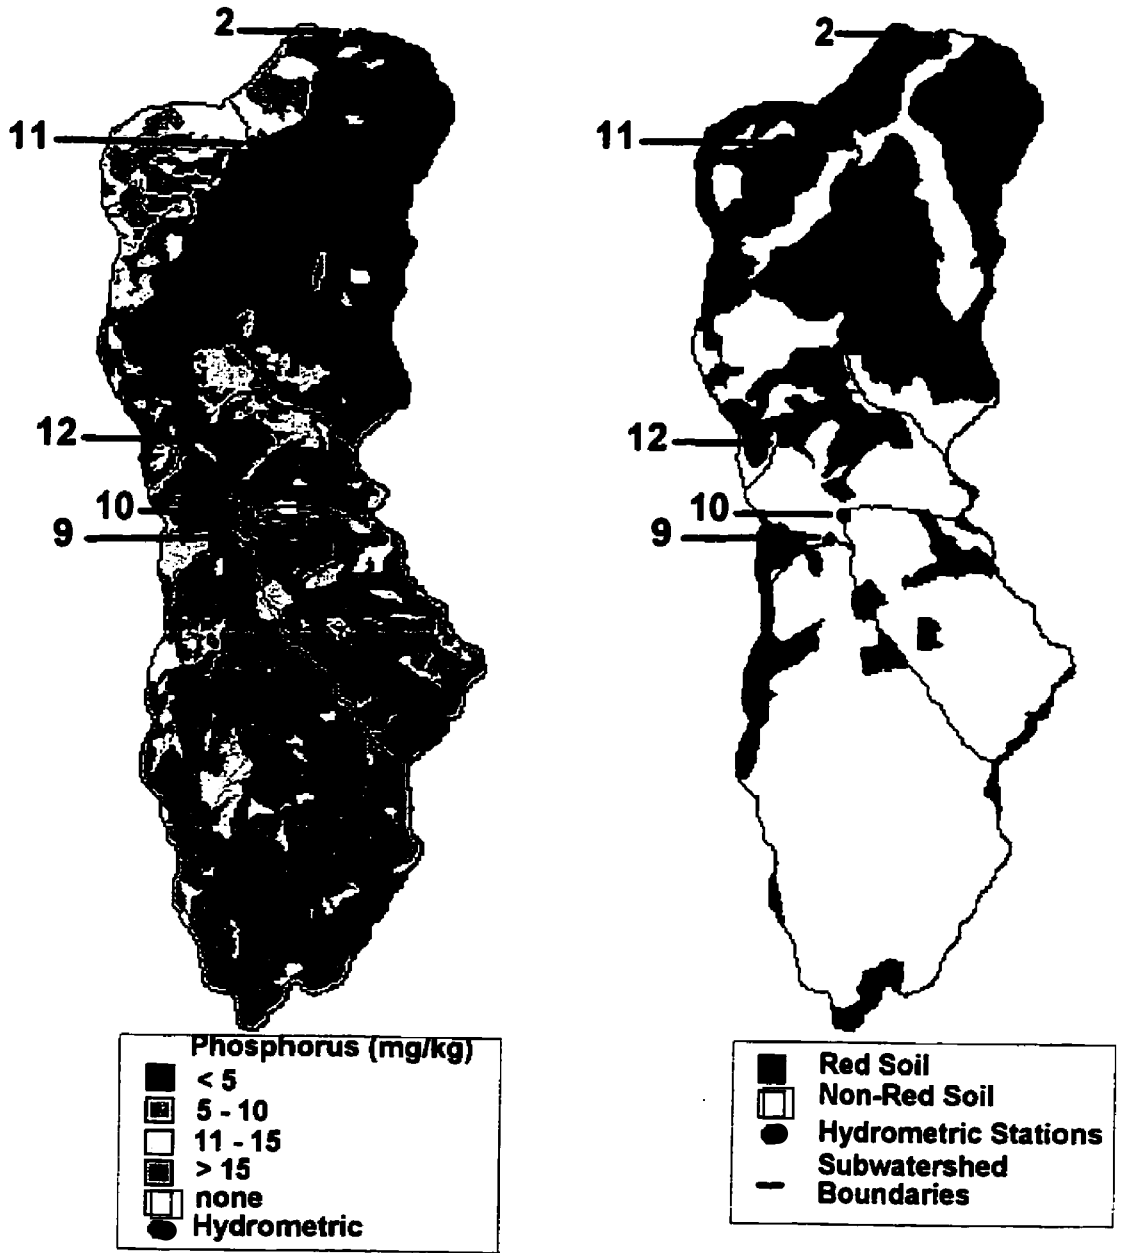 2
11
12
10
9
Phosphorus (mg/kg)
< 5
5 - 10
11 - 15
> 15
none
Hydrometric
2
11
12
10
9
Red Soil
Non-Red Soil
Hydrometric Stations
Subwatershed
Boundaries